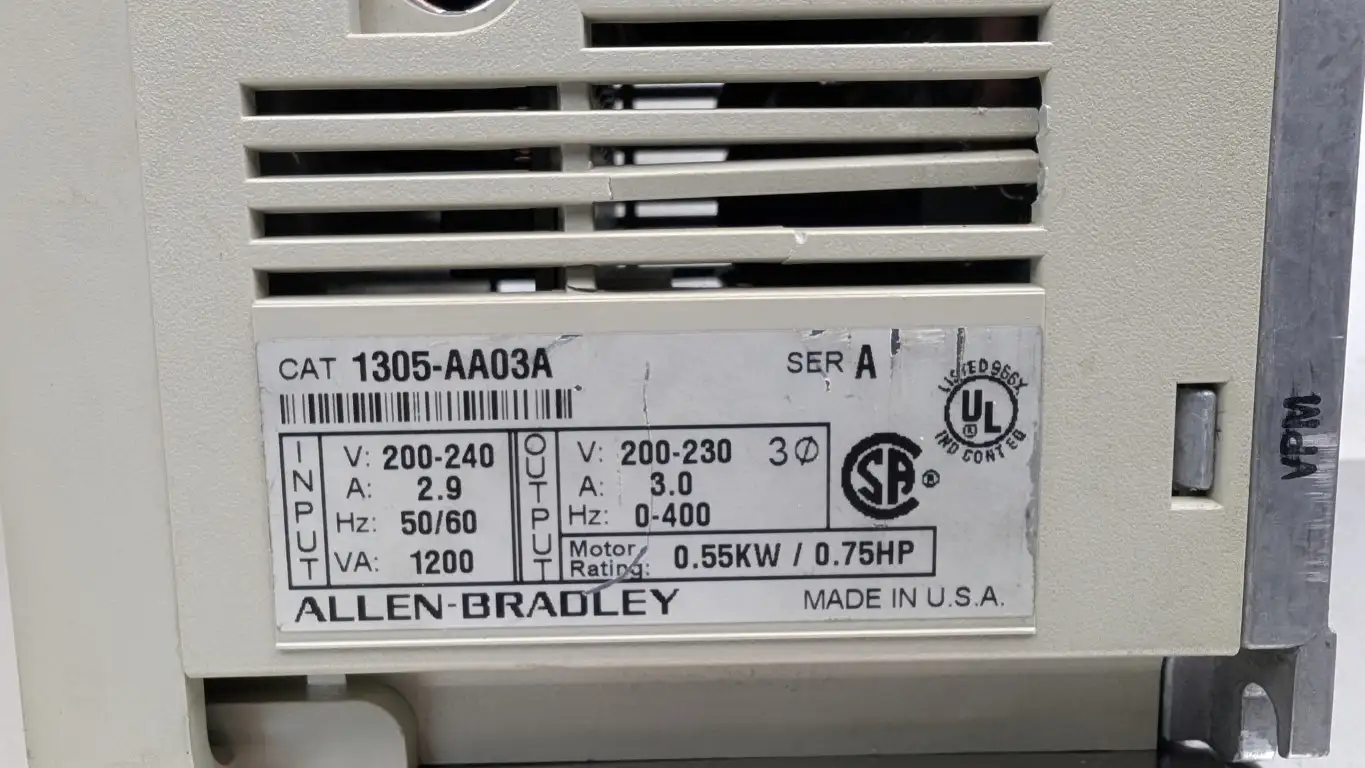 CAT 1305-AA03A
SER A
LISTED 966X
UL ®
IND CONT EQ
INPUT
V: 200-240
A: 2.9
Hz: 50/60
VA: 1200
OUTPUT
V: 200-230 3Ø
A: 3.0
Hz: 0-400
Motor Rating: 0.55KW / 0.75HP
SA ®
ALLEN-BRADLEY
MADE IN U.S.A.